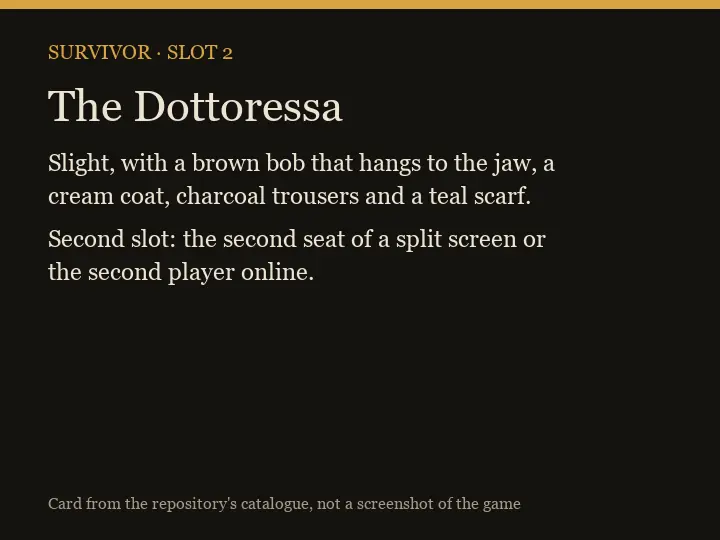 SURVIVOR · SLOT 2
The Dottoressa
Slight, with a brown bob that hangs to the jaw, a
cream coat, charcoal trousers and a teal scarf.
Second slot: the second seat of a split screen or
the second player online.
Card from the repository's catalogue, not a screenshot of the game